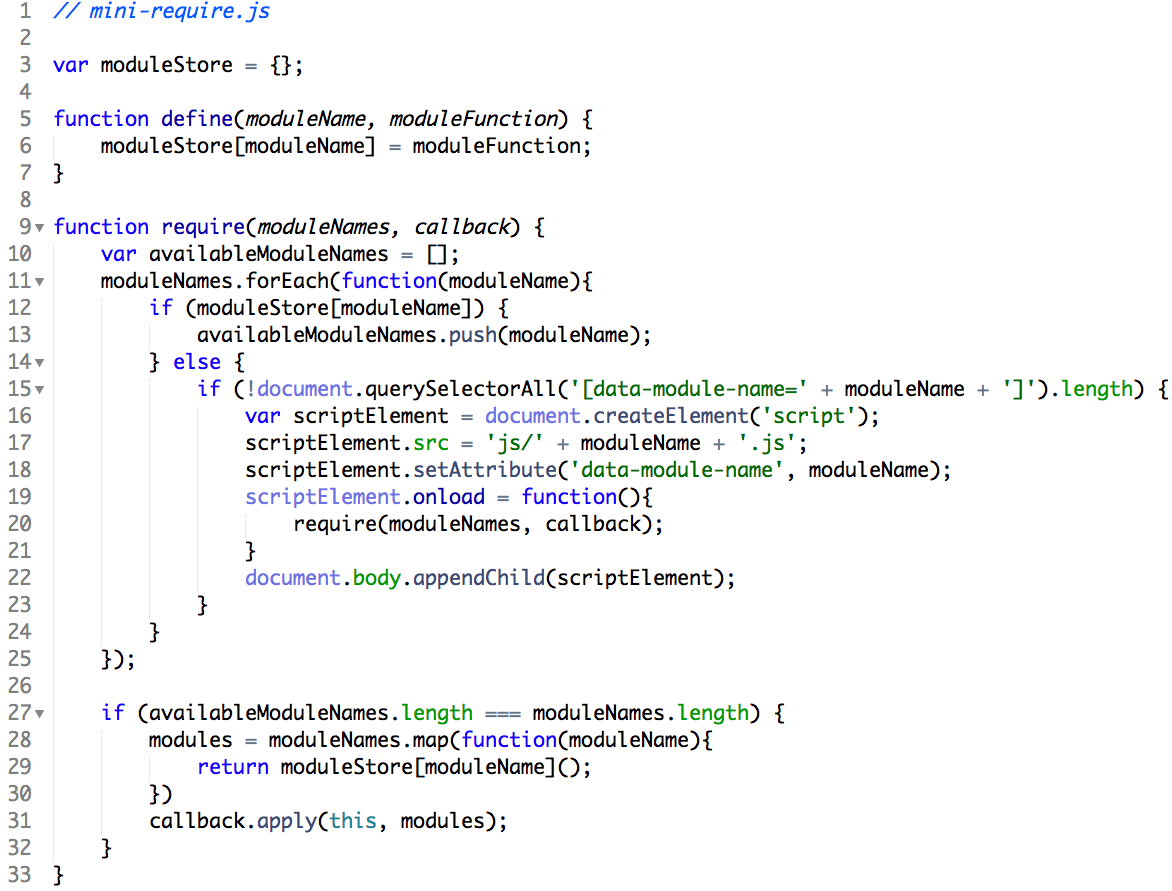 1 // mini-require.js
2
3 var moduleStore = {};
4
5 function define(moduleName, moduleFunction) {
6     moduleStore[moduleName] = moduleFunction;
7 }
8
9 function require(moduleNames, callback) {
10     var availableModuleNames = [];
11     moduleNames.forEach(function(moduleName){
12         if (moduleStore[moduleName]) {
13             availableModuleNames.push(moduleName);
14         } else {
15             if (!document.querySelectorAll('[data-module-name=' + moduleName + ']').length) {
16                 var scriptElement = document.createElement('script');
17                 scriptElement.src = 'js/' + moduleName + '.js';
18                 scriptElement.setAttribute('data-module-name', moduleName);
19                 scriptElement.onload = function(){
20                     require(moduleNames, callback);
21                 }
22                 document.body.appendChild(scriptElement);
23             }
24         }
25     });
26
27     if (availableModuleNames.length === moduleNames.length) {
28         modules = moduleNames.map(function(moduleName){
29             return moduleStore[moduleName]();
30         })
31         callback.apply(this, modules);
32     }
33 }